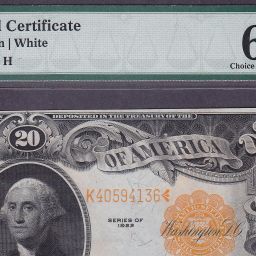 Certificate
| White
H
6
Choice
DEPOSITED IN THE TREASURY OF THE
20
OF AMERICA
K40594136
SERIES OF
1922
Washington, D.C.